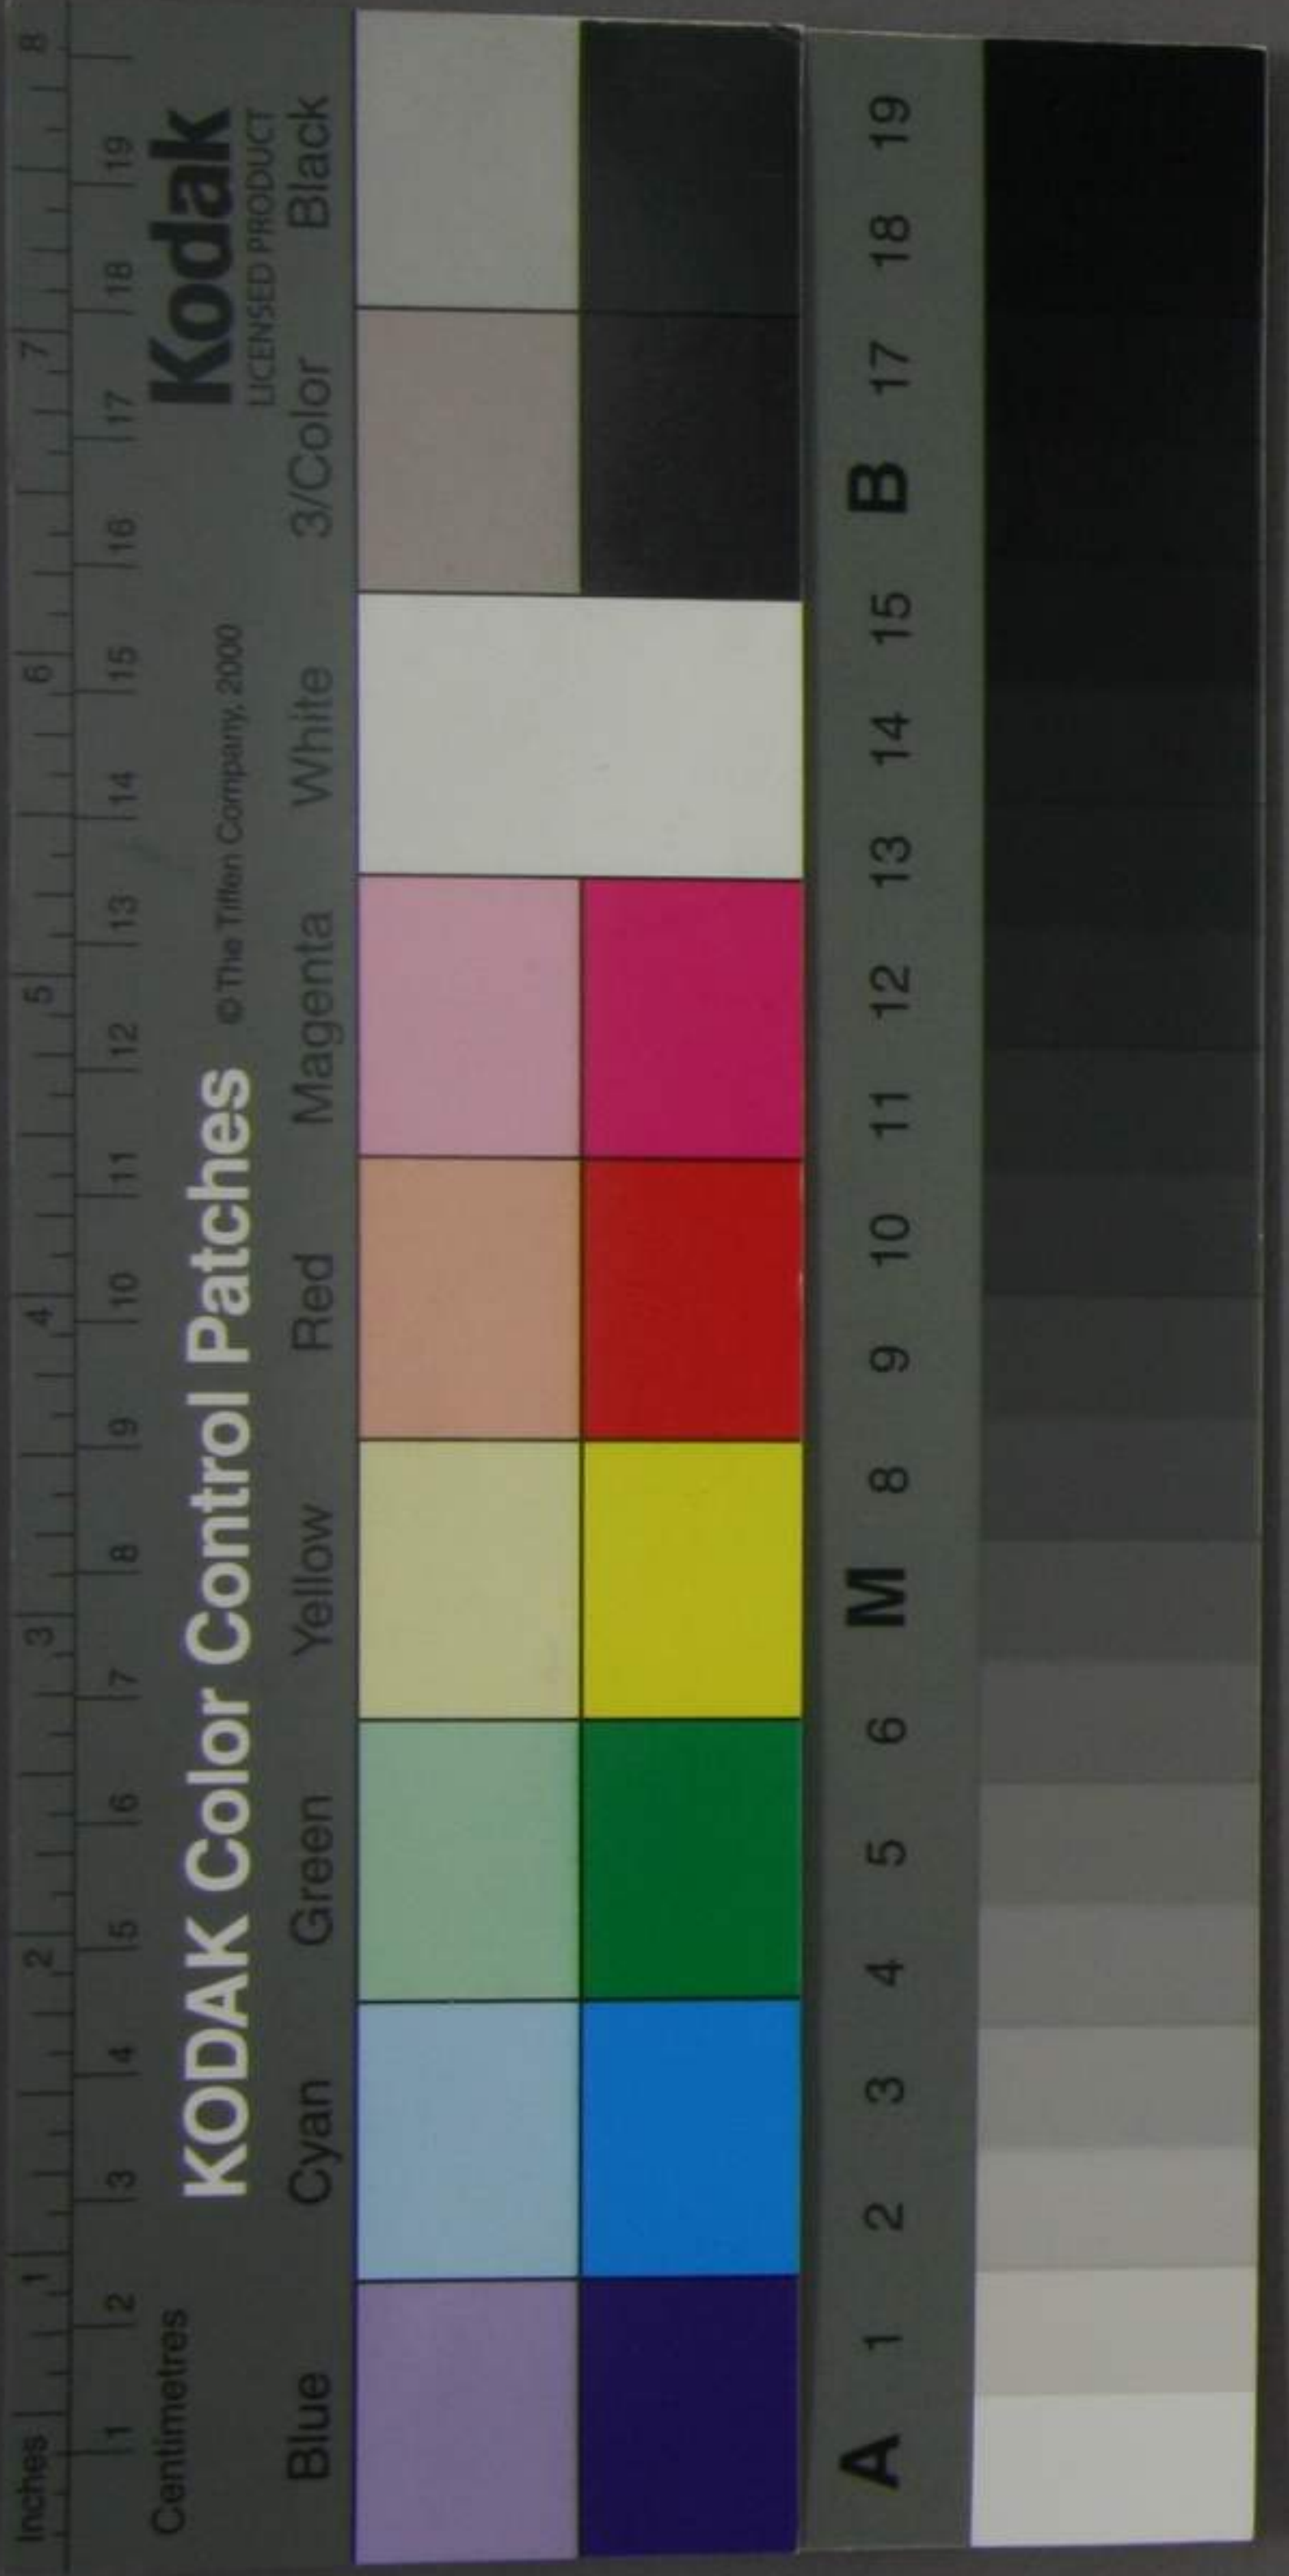 Inches 1 2 3 4 5 6 7 8
Centimetres 1 2 3 4 5 6 7 8 9 10 11 12 13 14 15 16 17 18 19
KODAK Color Control Patches © The Tiffen Company, 2000
Kodak
LICENSED PRODUCT
Blue Cyan Green Yellow Red Magenta White 3/Color Black
A 1 2 3 4 5 6 M 8 9 10 11 12 13 14 15 B 17 18 19